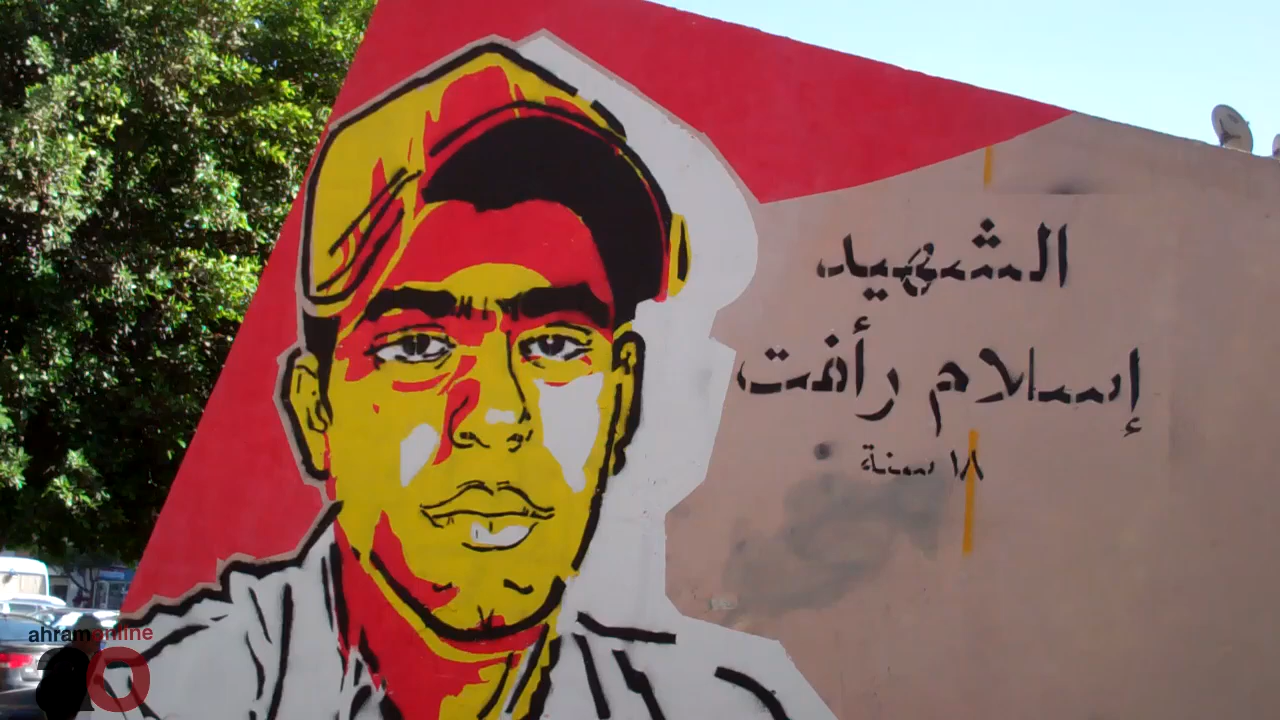 الشهيد
إسلام رأفت
١٨ سنة
ahramonline